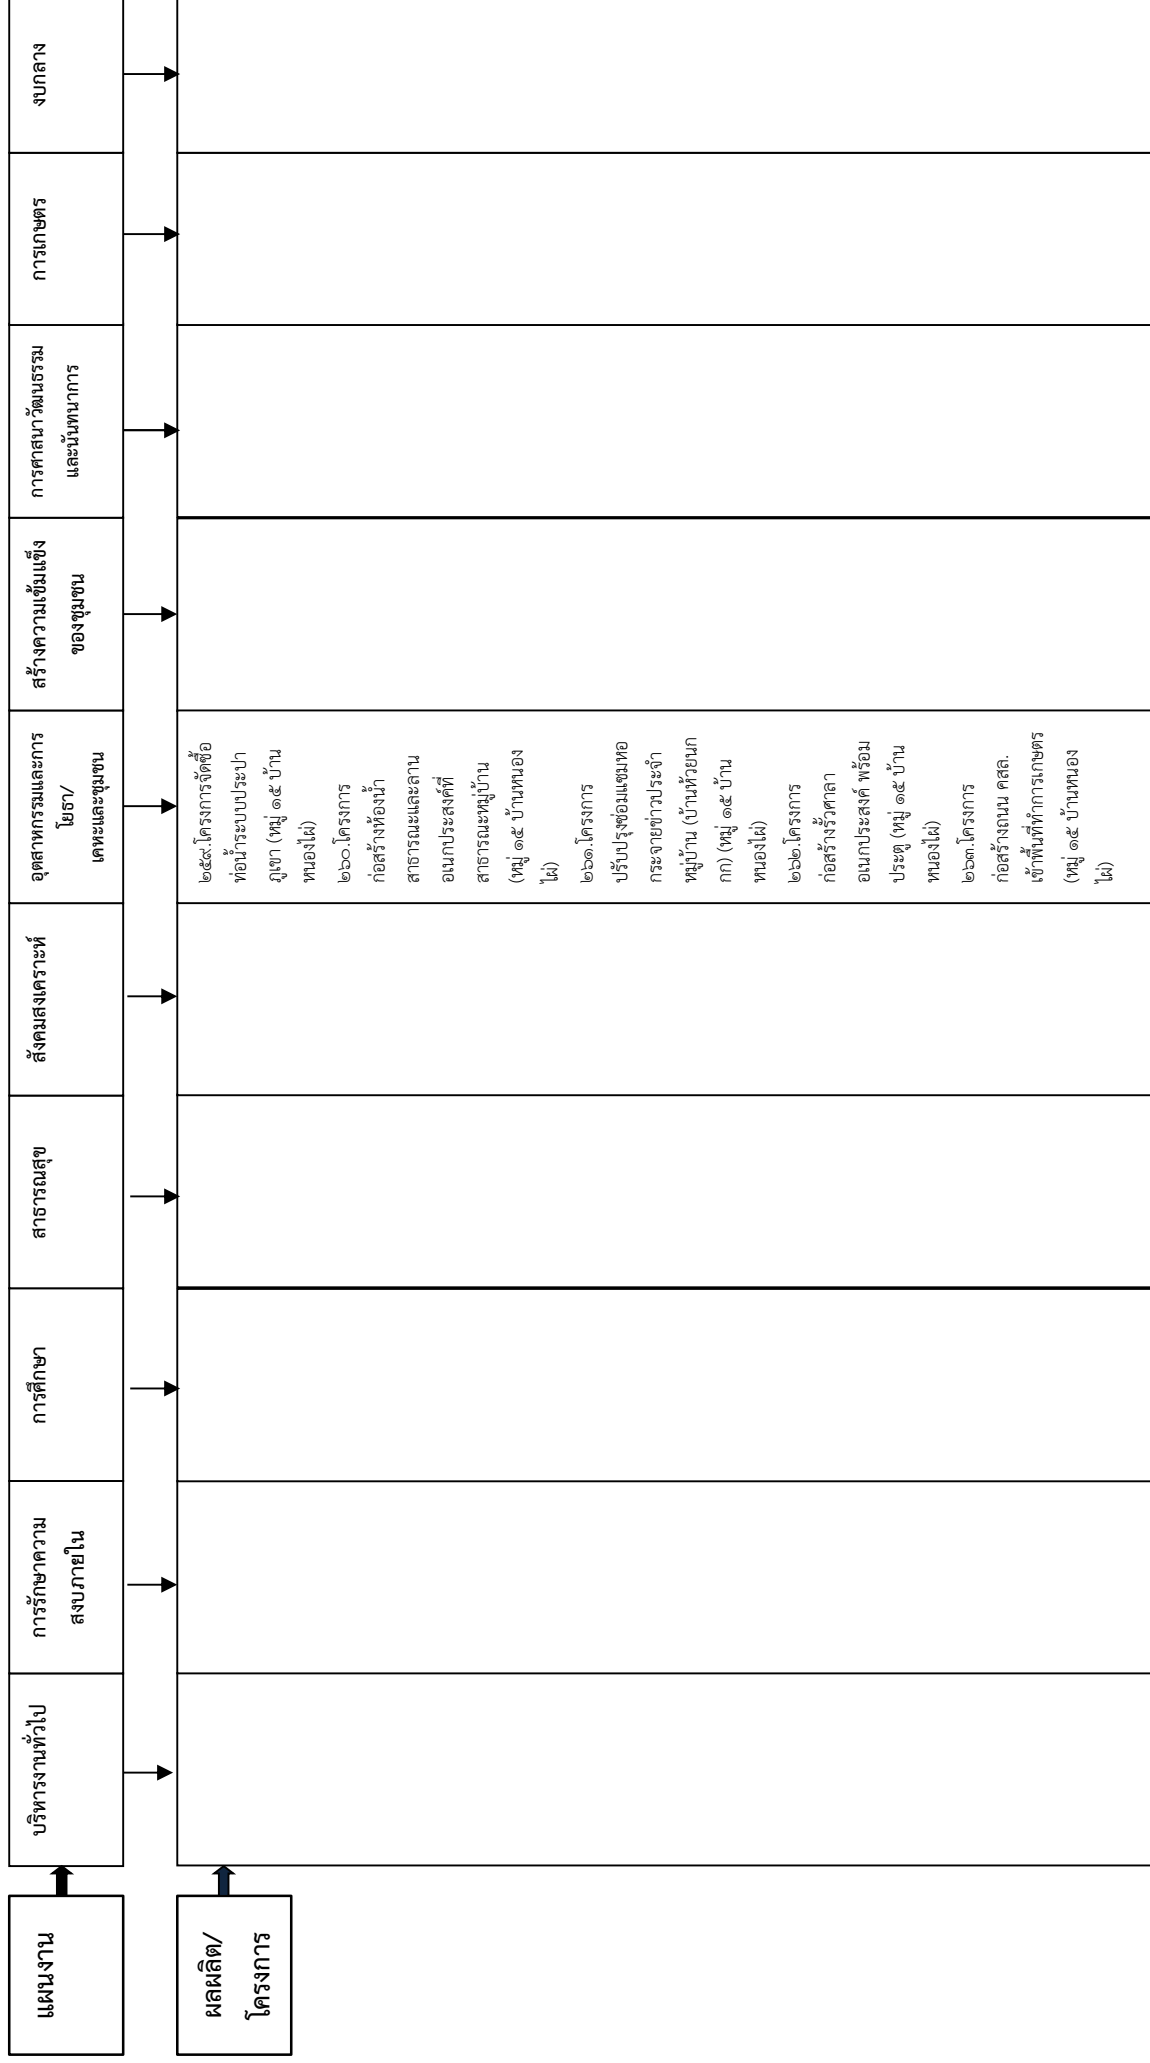 แผนงาน
บริหารงานทั่วไป
การรักษาความ
สงบภายใน
การศึกษา
สาธารณสุข
สังคมสงเคราะห์
อุตสาหกรรมและการ
โยธา/
เคหะและชุมชน
สร้างความเข้มแข็ง
ของชุมชน
การศาสนาวัฒนธรรม
และนันทนาการ
การเกษตร
งบกลาง
ผลผลิต/
โครงการ
๒๕๙.โครงการจัดซื้อ
ท่อน้ำระบบประปา
ภูเขา (หมู่ ๑๕ บ้าน
หนองไผ่)
๒๖๐.โครงการ
ก่อสร้างห้องน้ำ
สาธารณะและลาน
อเนกประสงค์ที่
สาธารณะหมู่บ้าน
(หมู่ ๑๕ บ้านหนอง
ไผ่)
๒๖๑.โครงการ
ปรับปรุงซ่อมแซมหอ
กระจายข่าวประจำ
หมู่บ้าน (บ้านห้วยนก
กก) (หมู่ ๑๕ บ้าน
หนองไผ่)
๒๖๒.โครงการ
ก่อสร้างรั้วศาลา
อเนกประสงค์ พร้อม
ประตู (หมู่ ๑๕ บ้าน
หนองไผ่)
๒๖๓.โครงการ
ก่อสร้างถนน คสล.
เข้าพื้นที่ทำการเกษตร
(หมู่ ๑๕ บ้านหนอง
ไผ่)